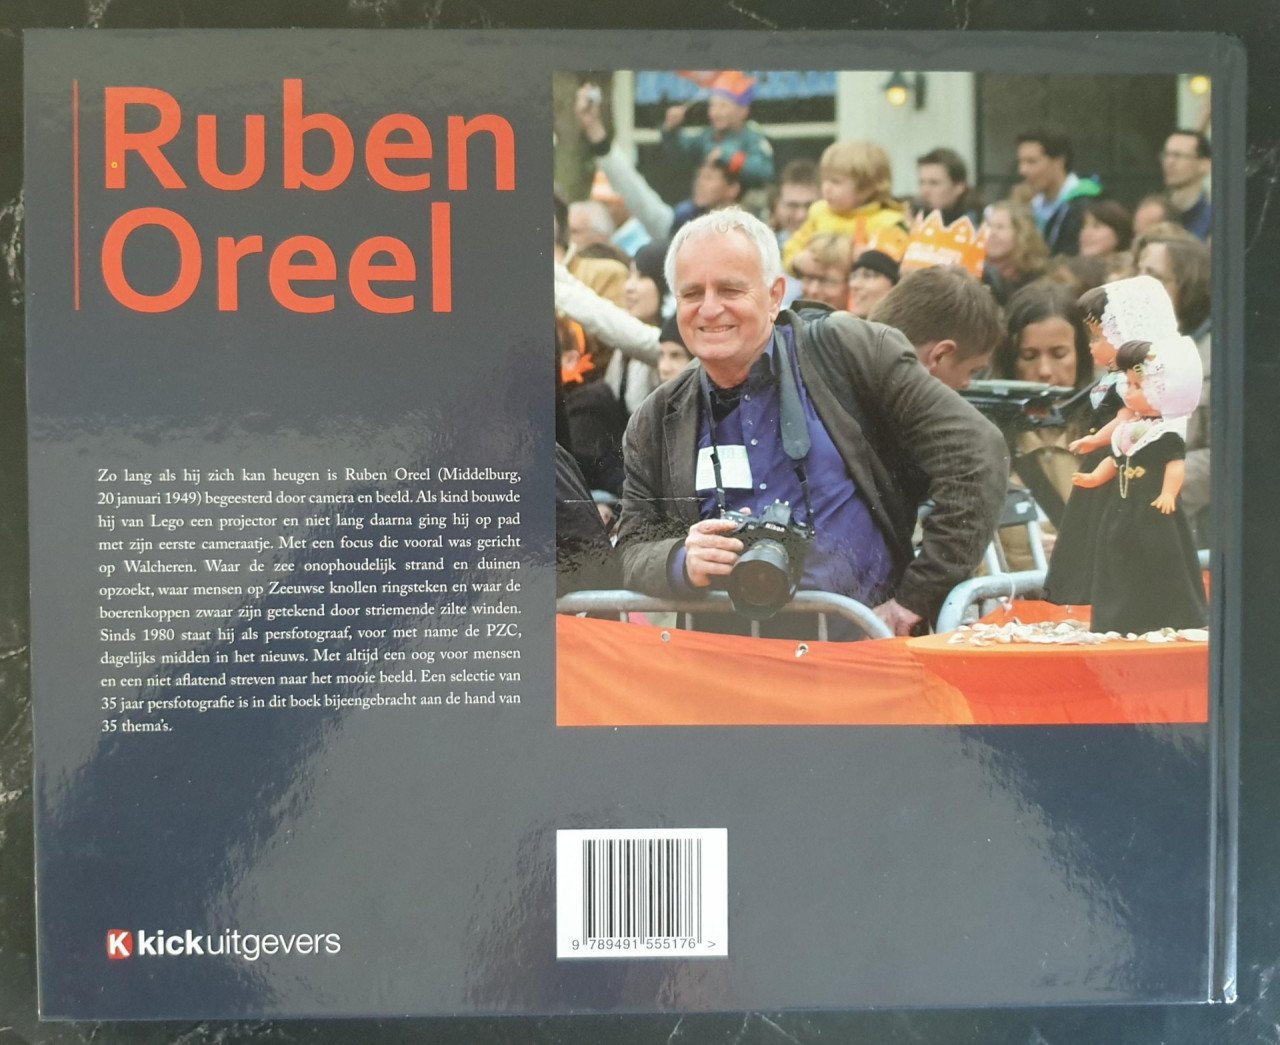 Ruben
Oreel
Zo lang als hij zich kan heugen is Ruben Oreel (Middelburg,
20 januari 1949) begeesterd door camera en beeld. Als kind bouwde
hij van Lego een projector en niet lang daarna ging hij op pad
met zijn eerste cameraatje. Met een focus die vooral was gericht
op Walcheren. Waar de zee onophoudelijk strand en duinen
opzoekt, waar mensen op Zeeuwse knollen ringsteken en waar de
boerenkoppen zwaar zijn getekend door striemende zilte winden.
Sinds 1980 staat hij als persfotograaf, voor met name de PZC,
dagelijks midden in het nieuws. Met altijd een oog voor mensen
en een niet aflatend streven naar het mooie beeld. Een selectie van
35 jaar persfotografie is in dit boek bijeengebracht aan de hand van
35 thema's.
Nikon
K kickuitgevers
9 789491 555176 >